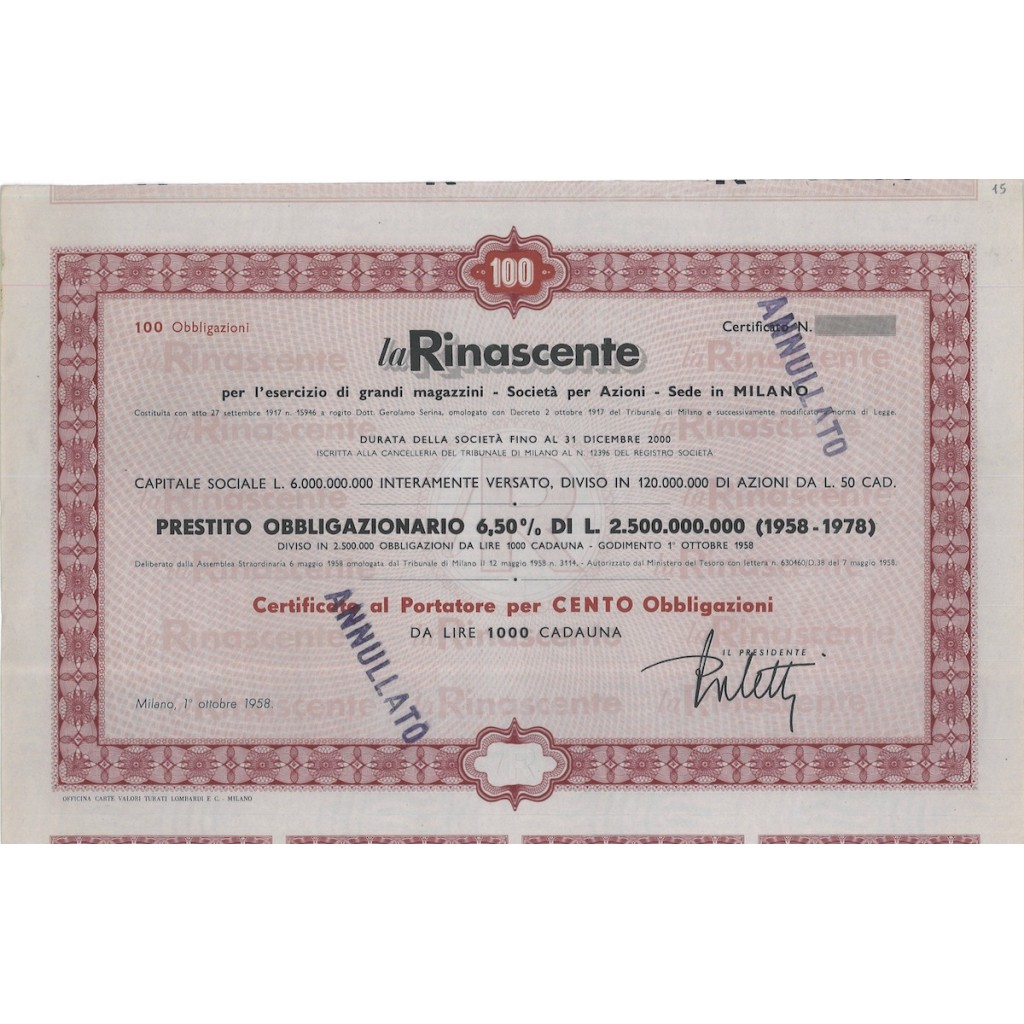 15
100
100 Obbligazioni
Certificato N.
la Rinascente
per l'esercizio di grandi magazzini - Società per Azioni - Sede in MILANO
Costituita con atto 27 settembre 1917 n. 15946 a rogito Dott. Gerolamo Serina, omologato con Decreto 2 ottobre 1917 del Tribunale di Milano e successivamente modificato a norma di Legge.
DURATA DELLA SOCIETÀ FINO AL 31 DICEMBRE 2000
ISCRITTA ALLA CANCELLERIA DEL TRIBUNALE DI MILANO AL N. 12396 DEL REGISTRO SOCIETÀ
CAPITALE SOCIALE L. 6.000.000.000 INTERAMENTE VERSATO, DIVISO IN 120.000.000 DI AZIONI DA L. 50 CAD.
PRESTITO OBBLIGAZIONARIO 6,50% DI L. 2.500.000.000 (1958-1978)
DIVISO IN 2.500.000 OBBLIGAZIONI DA LIRE 1000 CADAUNA - GODIMENTO 1° OTTOBRE 1958
Deliberato dalla Assemblea Straordinaria 6 maggio 1958 omologata dal Tribunale di Milano il 12 maggio 1958 n. 3114. - Autorizzato dal Ministero del Tesoro con lettera n. 630460/D.38 del 7 maggio 1958.
Certificato al Portatore per CENTO Obbligazioni
DA LIRE 1000 CADAUNA
IL PRESIDENTE
Milano, 1° ottobre 1958.
ANNULLATO
ANNULLATO
OFFICINA CARTE VALORI TURATI LOMBARDI E C. - MILANO